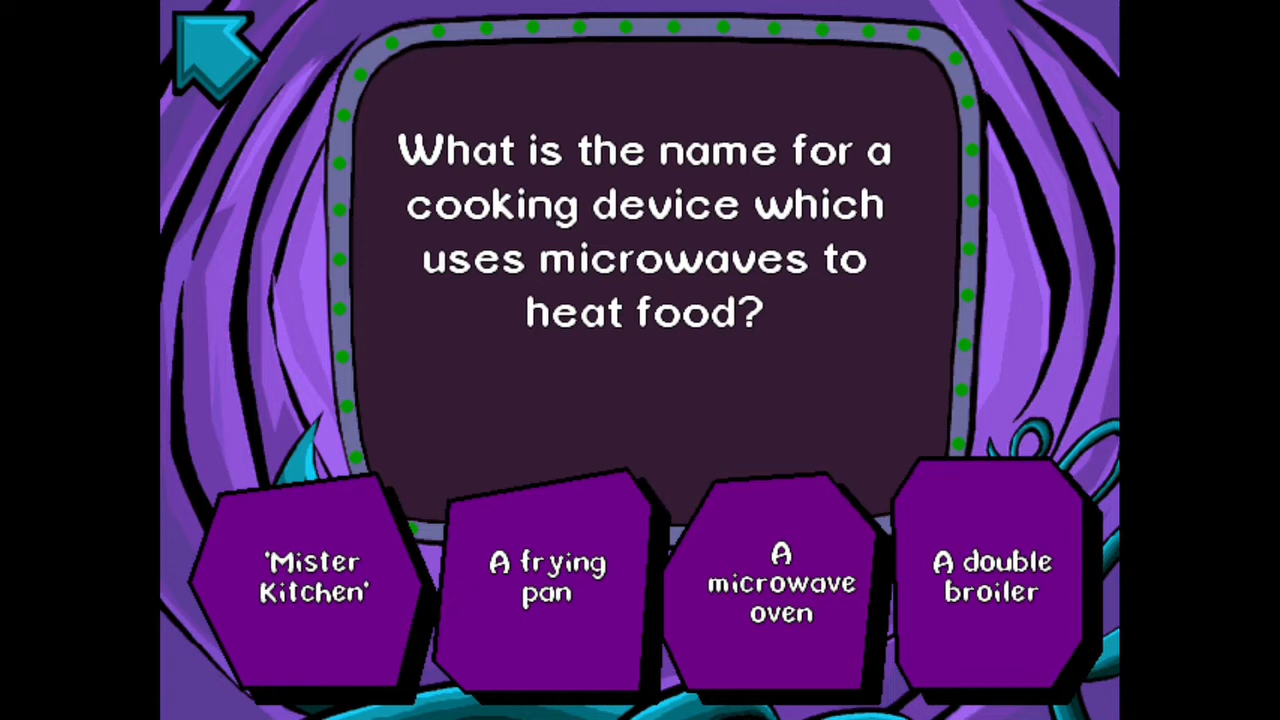 What is the name for a
cooking device which
uses microwaves to
heat food?
'Mister
Kitchen'
A frying
pan
A
microwave
oven
A double
broiler